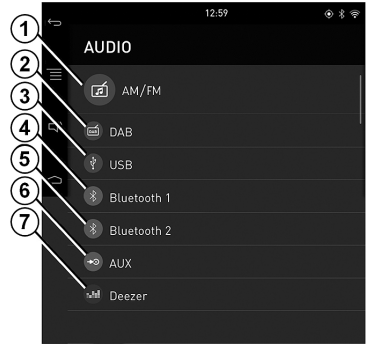 12:59
AUDIO
1
AM/FM
2
DAB
DAB
3
USB
4
Bluetooth 1
5
Bluetooth 2
6
AUX
7
Deezer